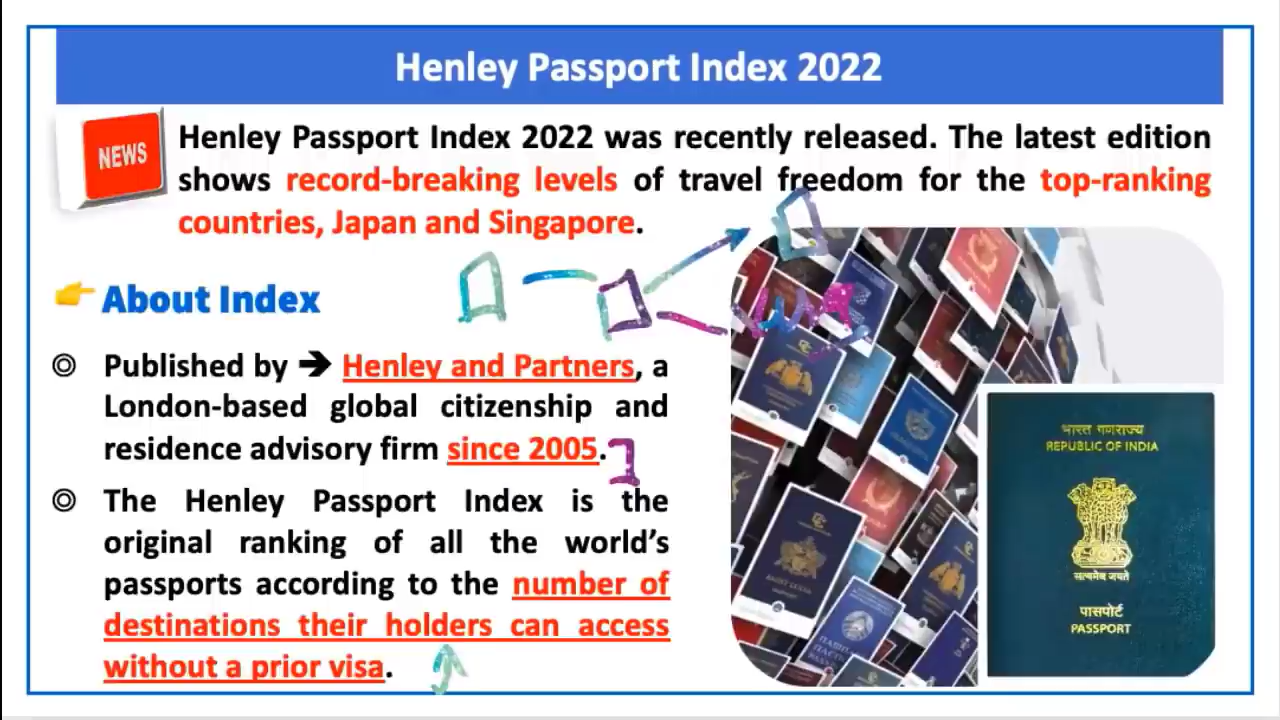 Henley Passport Index 2022
NEWS
Henley Passport Index 2022 was recently released. The latest edition
shows record-breaking levels of travel freedom for the top-ranking
countries, Japan and Singapore.
About Index
Published by ➔ Henley and Partners, a
London-based global citizenship and
residence advisory firm since 2005.
The Henley Passport Index is the
original ranking of all the world's
passports according to the number of
destinations their holders can access
without a prior visa.
भारत गणराज्य
REPUBLIC OF INDIA
सत्यमेव जयते
पासपोर्ट
PASSPORT